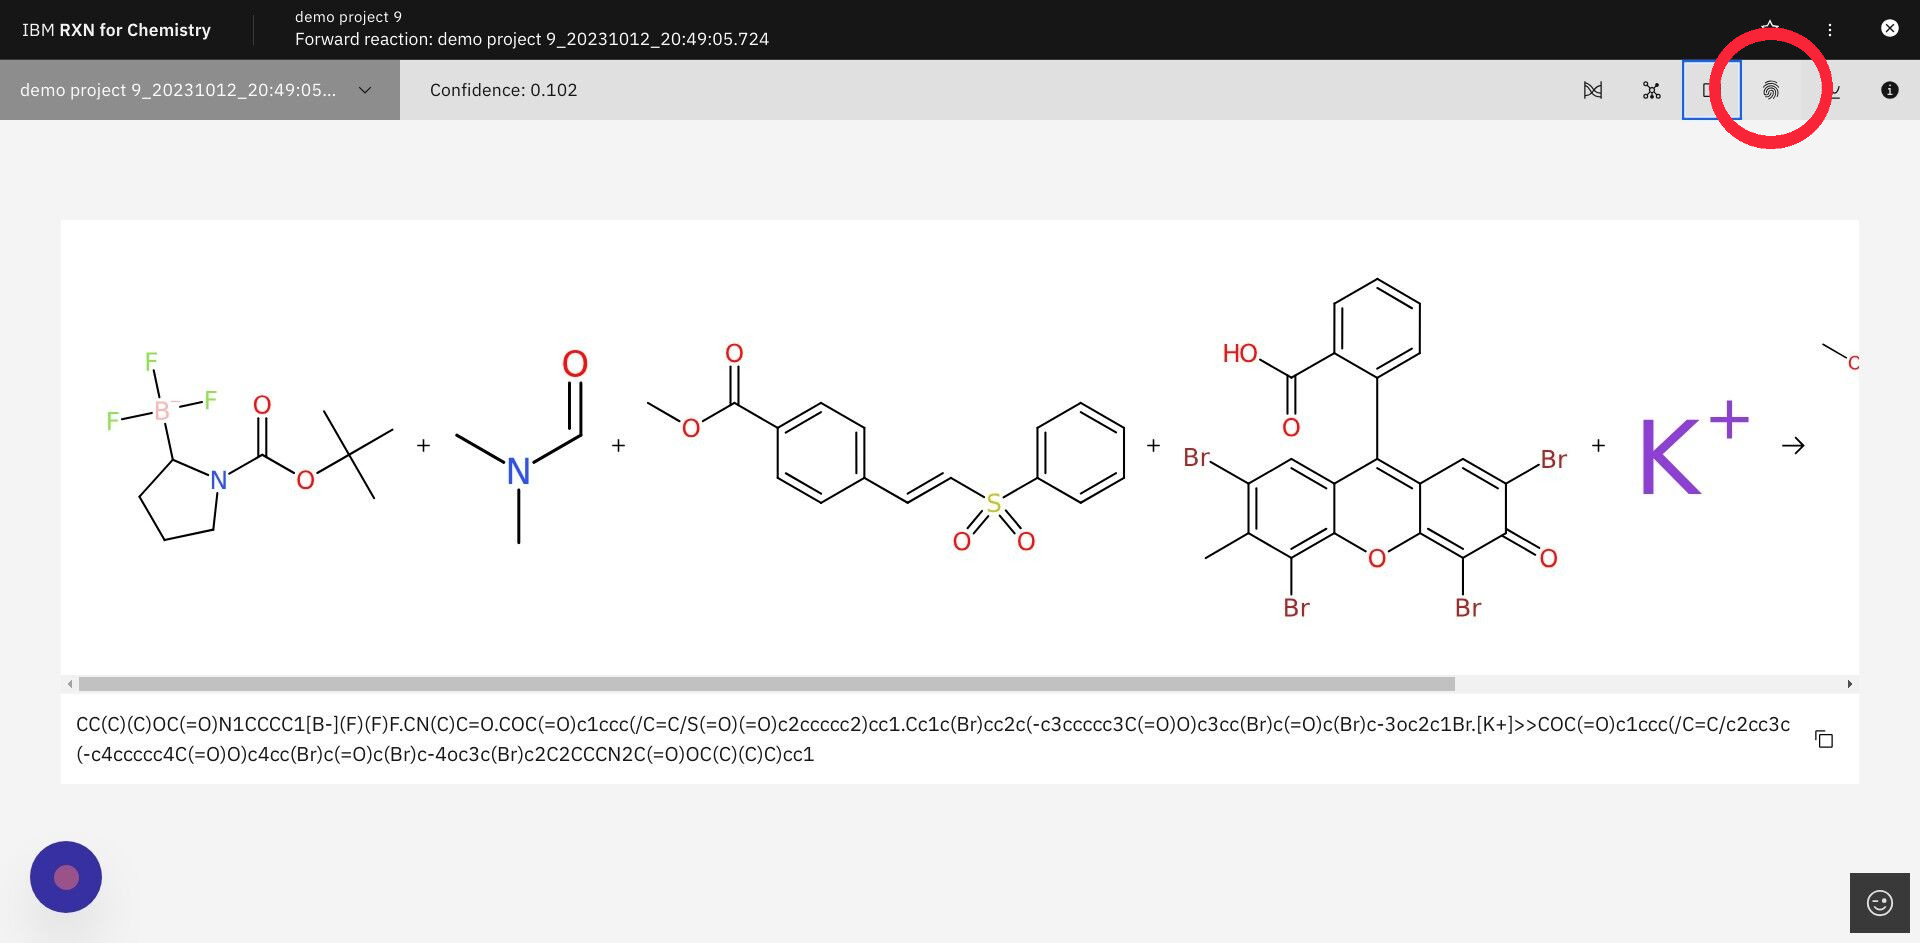 IBM RXN for Chemistry
demo project 9
Forward reaction: demo project 9_20231012_20:49:05.724
demo project 9_20231012_20:49:05...
Confidence: 0.102
F
F
F
B−
N
O
O
+
O
N
+
O
O
S
O
O
+
HO
O
Br
Br
O
O
Br
Br
+
K+
→
CC(C)(C)OC(=O)N1CCCC1[B-](F)(F)F.CN(C)C=O.COC(=O)c1ccc(/C=C/S(=O)(=O)c2ccccc2)cc1.Cc1c(Br)cc2c(-c3ccccc3C(=O)O)c3cc(Br)c(=O)c(Br)c-3oc2c1Br.[K+]>>COC(=O)c1ccc(/C=C/c2cc3c
(-c4ccccc4C(=O)O)c4cc(Br)c(=O)c(Br)c-4oc3c(Br)c2C2CCCN2C(=O)OC(C)(C)C)cc1